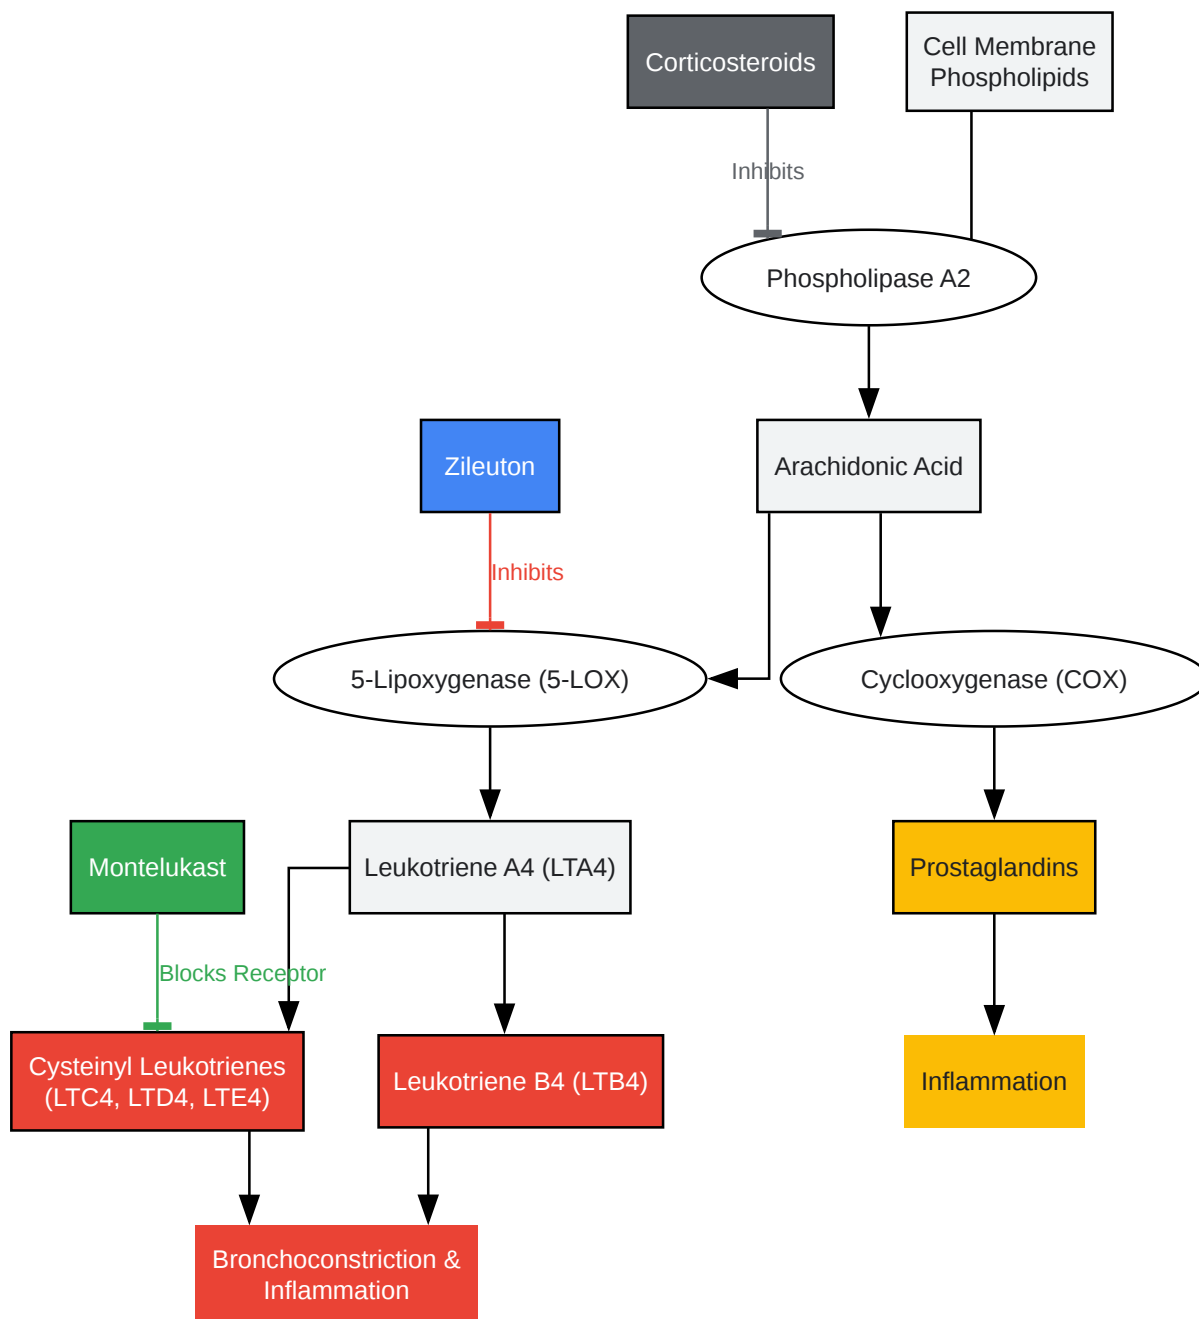 Corticosteroids
Cell Membrane
Phospholipids
Inhibits
Phospholipase A2
Zileuton
Arachidonic Acid
Inhibits
5-Lipoxygenase (5-LOX)
Cyclooxygenase (COX)
Montelukast
Leukotriene A4 (LTA4)
Prostaglandins
Blocks Receptor
Cysteinyl Leukotrienes
(LTC4, LTD4, LTE4)
Leukotriene B4 (LTB4)
Inflammation
Bronchoconstriction &
Inflammation